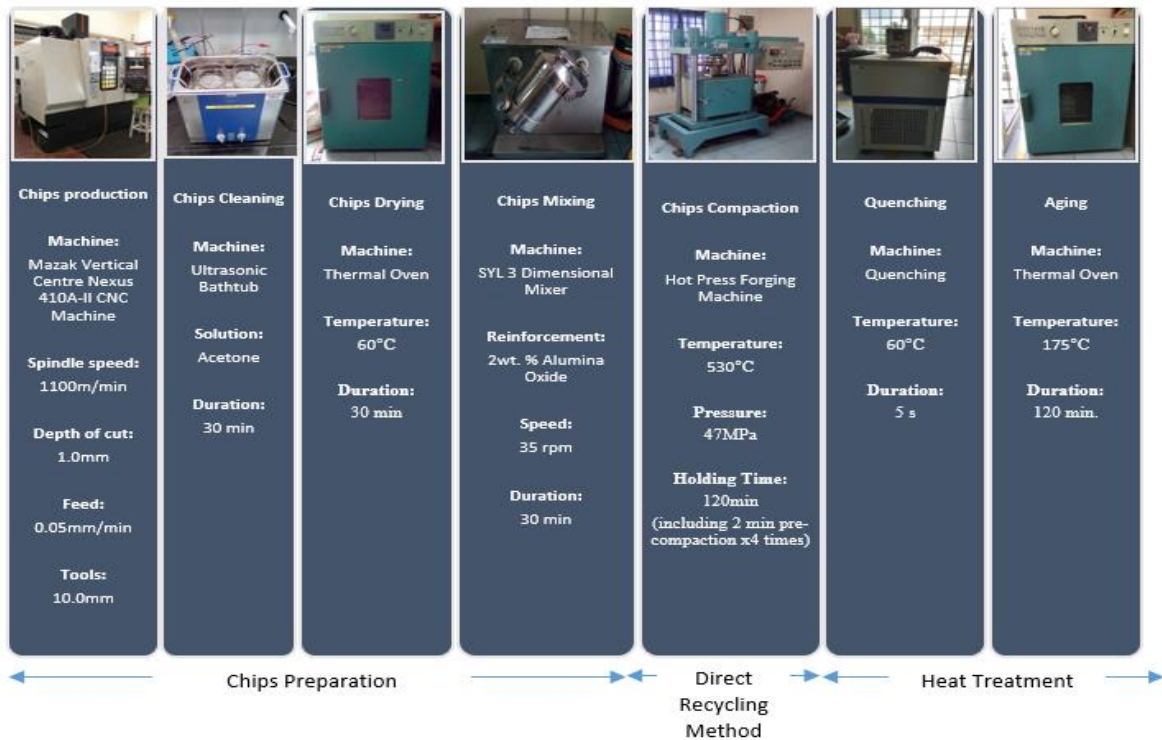 Chips production
Machine:
Mazak Vertical
Centre Nexus
410A-II CNC
Machine
Spindle speed:
1100m/min
Depth of cut:
1.0mm
Feed:
0.05mm/min
Tools:
10.0mm
Chips Cleaning
Machine:
Ultrasonic
Bathtub
Solution:
Acetone
Duration:
30 min
Chips Drying
Machine:
Thermal Oven
Temperature:
60°C
Duration:
30 min
Chips Mixing
Machine:
SYL 3 Dimensional
Mixer
Reinforcement:
2wt. % Alumina
Oxide
Speed:
35 rpm
Duration:
30 min
Chips Compaction
Machine:
Hot Press Forging
Machine
Temperature:
530°C
Pressure:
47MPa
Holding Time:
120min
(including 2 min pre-
compaction x4 times)
Quenching
Machine:
Quenching
Temperature:
60°C
Duration:
5 s
Aging
Machine:
Thermal Oven
Temperature:
175°C
Duration:
120 min.
Chips Preparation
Direct
Recycling
Method
Heat Treatment